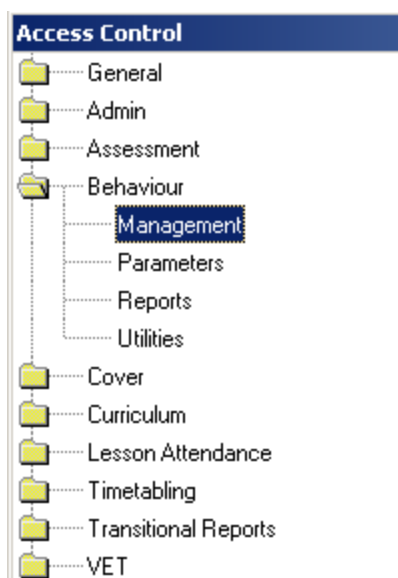 Access Control
General
Admin
Assessment
Behaviour
Management
Parameters
Reports
Utilities
Cover
Curriculum
Lesson Attendance
Timetabling
Transitional Reports
VET